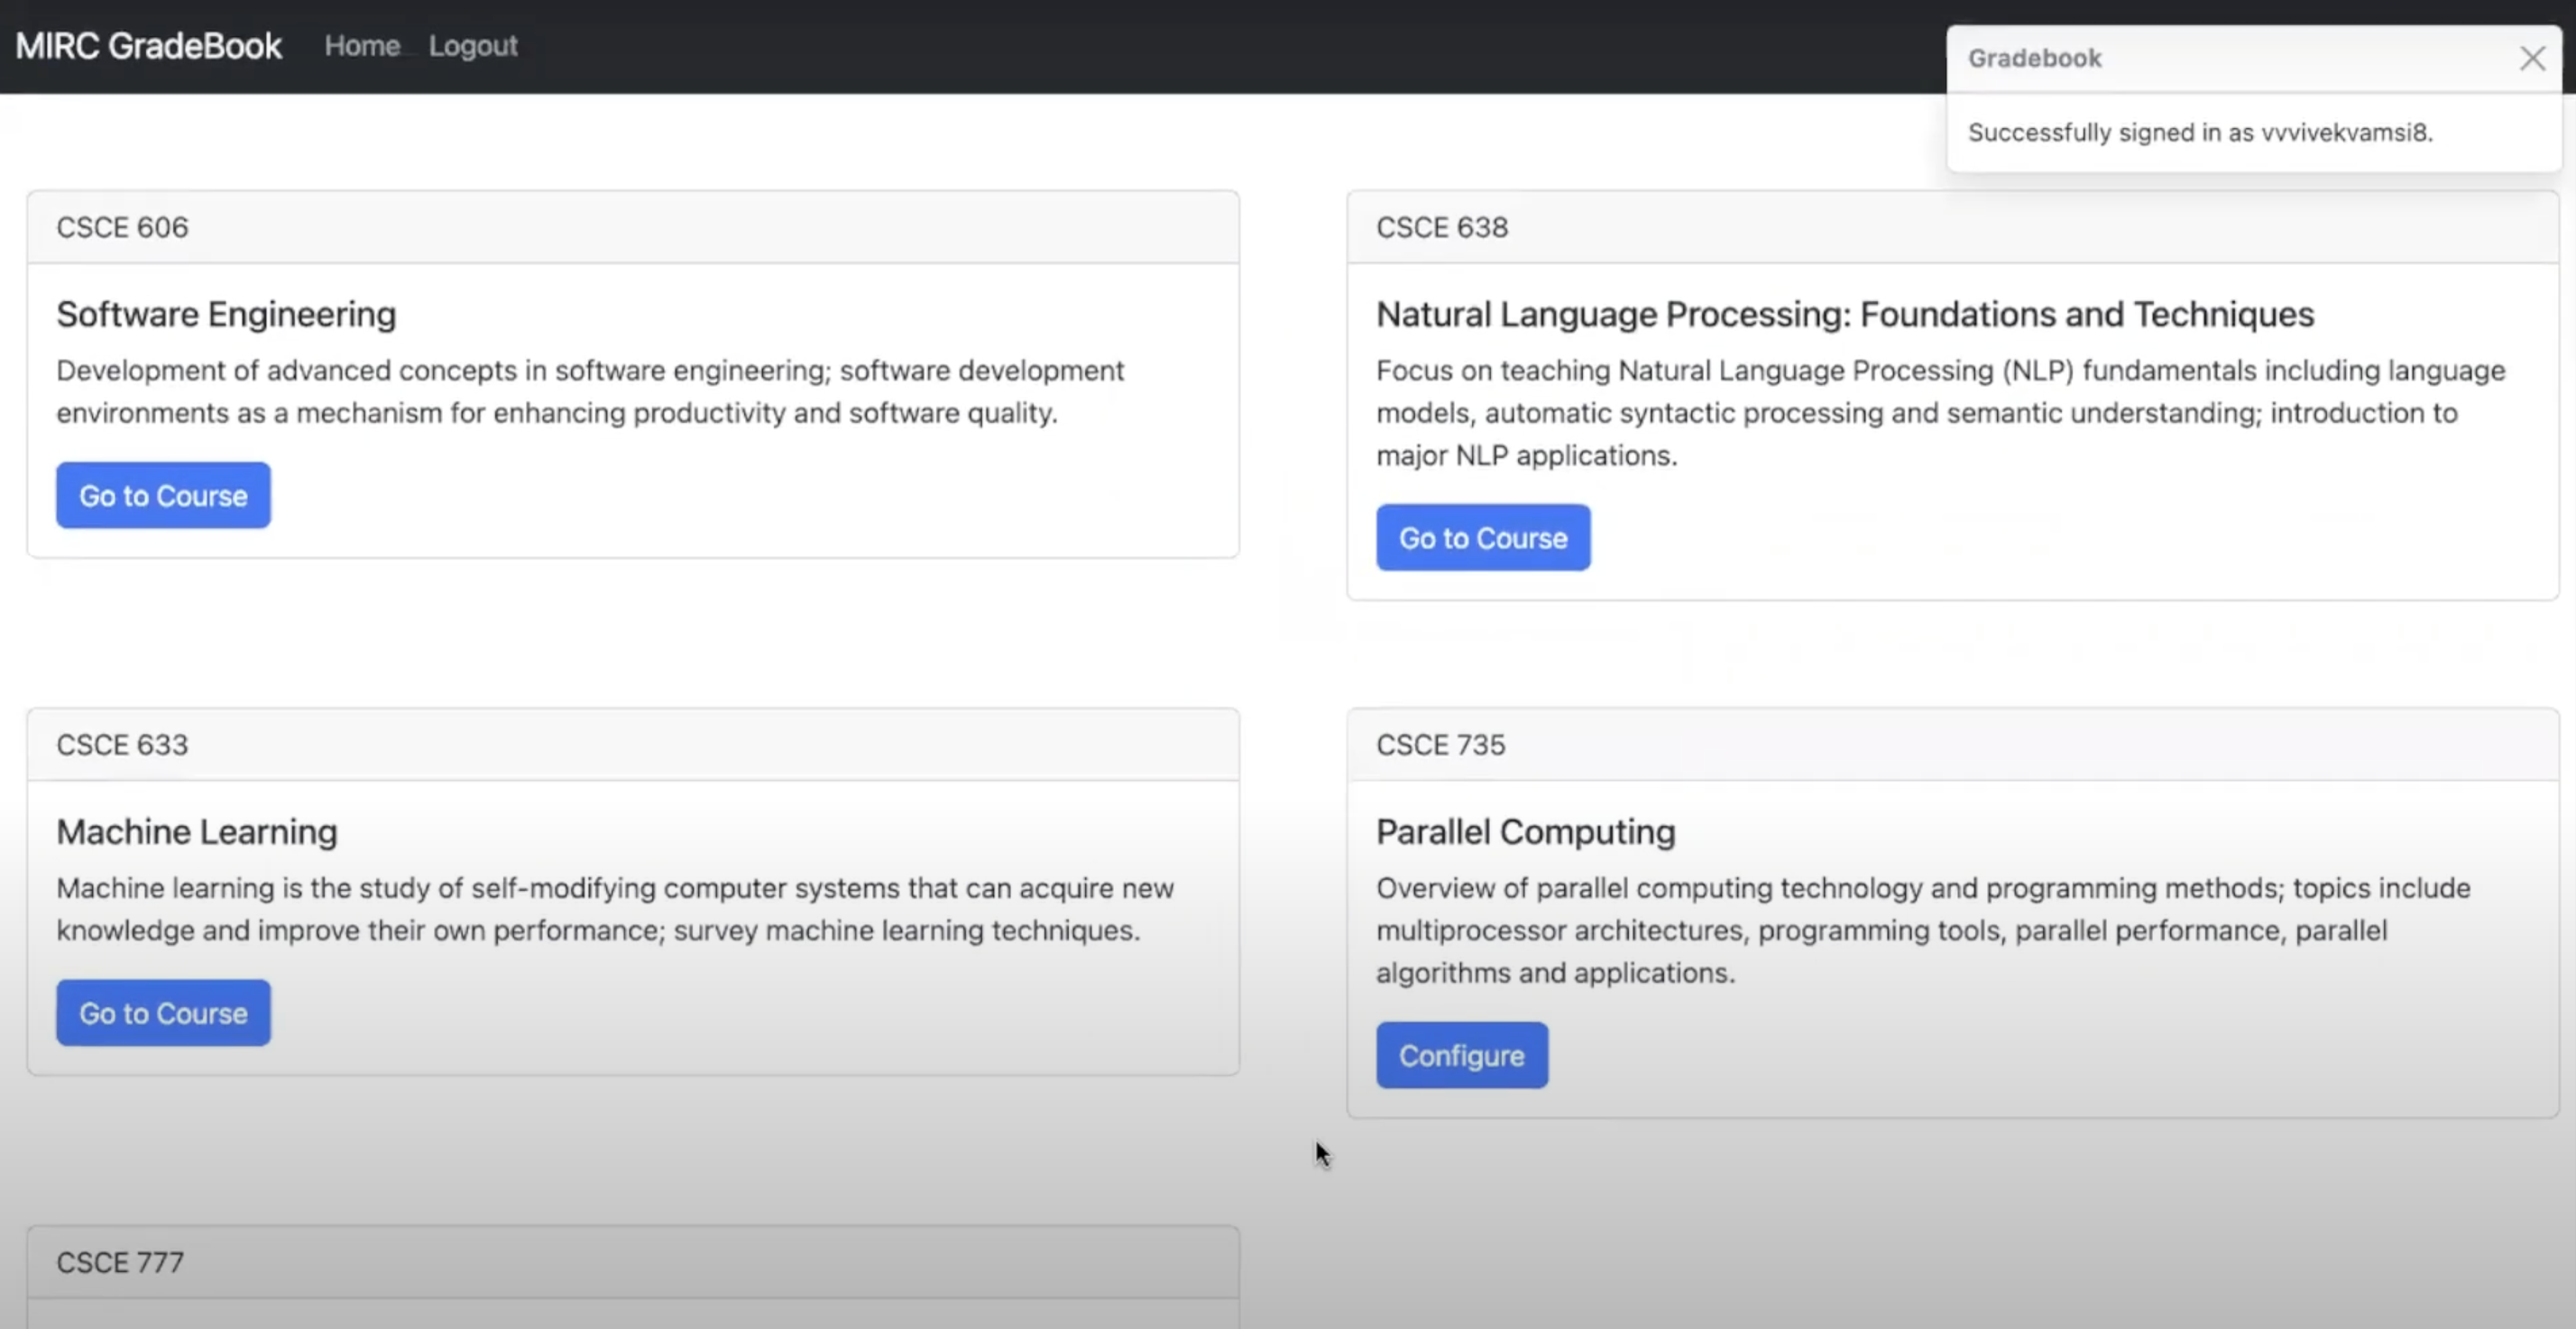 MIRC GradeBook Home Logout
Gradebook
Successfully signed in as vvvivekvamsi8.
CSCE 606
Software Engineering
Development of advanced concepts in software engineering; software development
environments as a mechanism for enhancing productivity and software quality.
Go to Course
CSCE 638
Natural Language Processing: Foundations and Techniques
Focus on teaching Natural Language Processing (NLP) fundamentals including language
models, automatic syntactic processing and semantic understanding; introduction to
major NLP applications.
Go to Course
CSCE 633
Machine Learning
Machine learning is the study of self-modifying computer systems that can acquire new
knowledge and improve their own performance; survey machine learning techniques.
Go to Course
CSCE 735
Parallel Computing
Overview of parallel computing technology and programming methods; topics include
multiprocessor architectures, programming tools, parallel performance, parallel
algorithms and applications.
Configure
CSCE 777